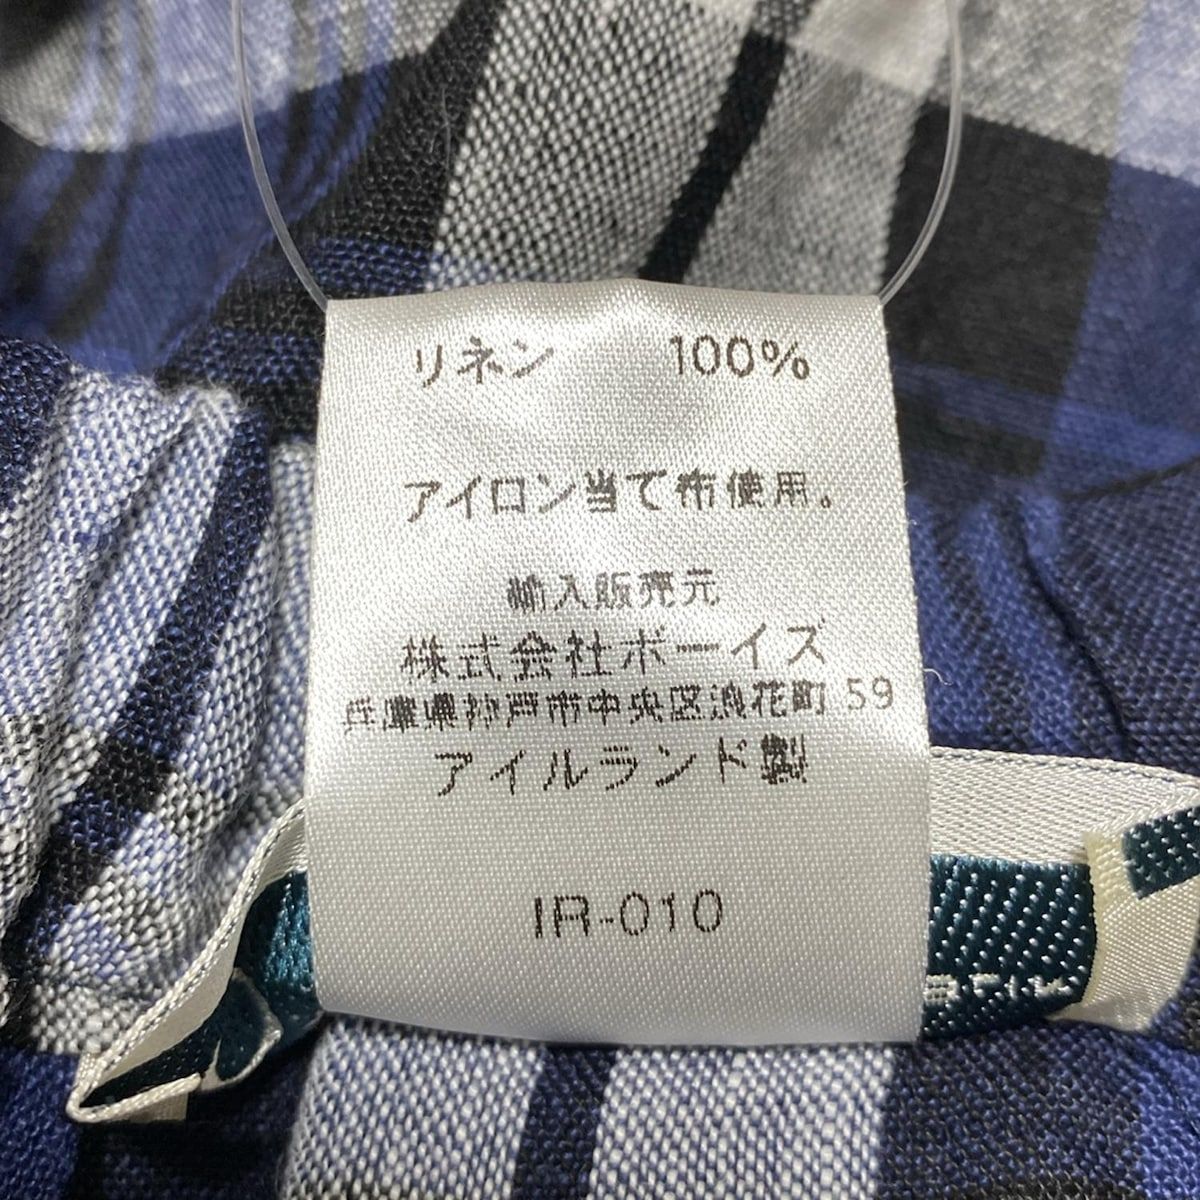 リネン 100%
アイロン当て布使用。
輸入販売元
株式会社ボーイズ
兵庫県神戸市中央区浪花町 59
アイルランド製
IR-010